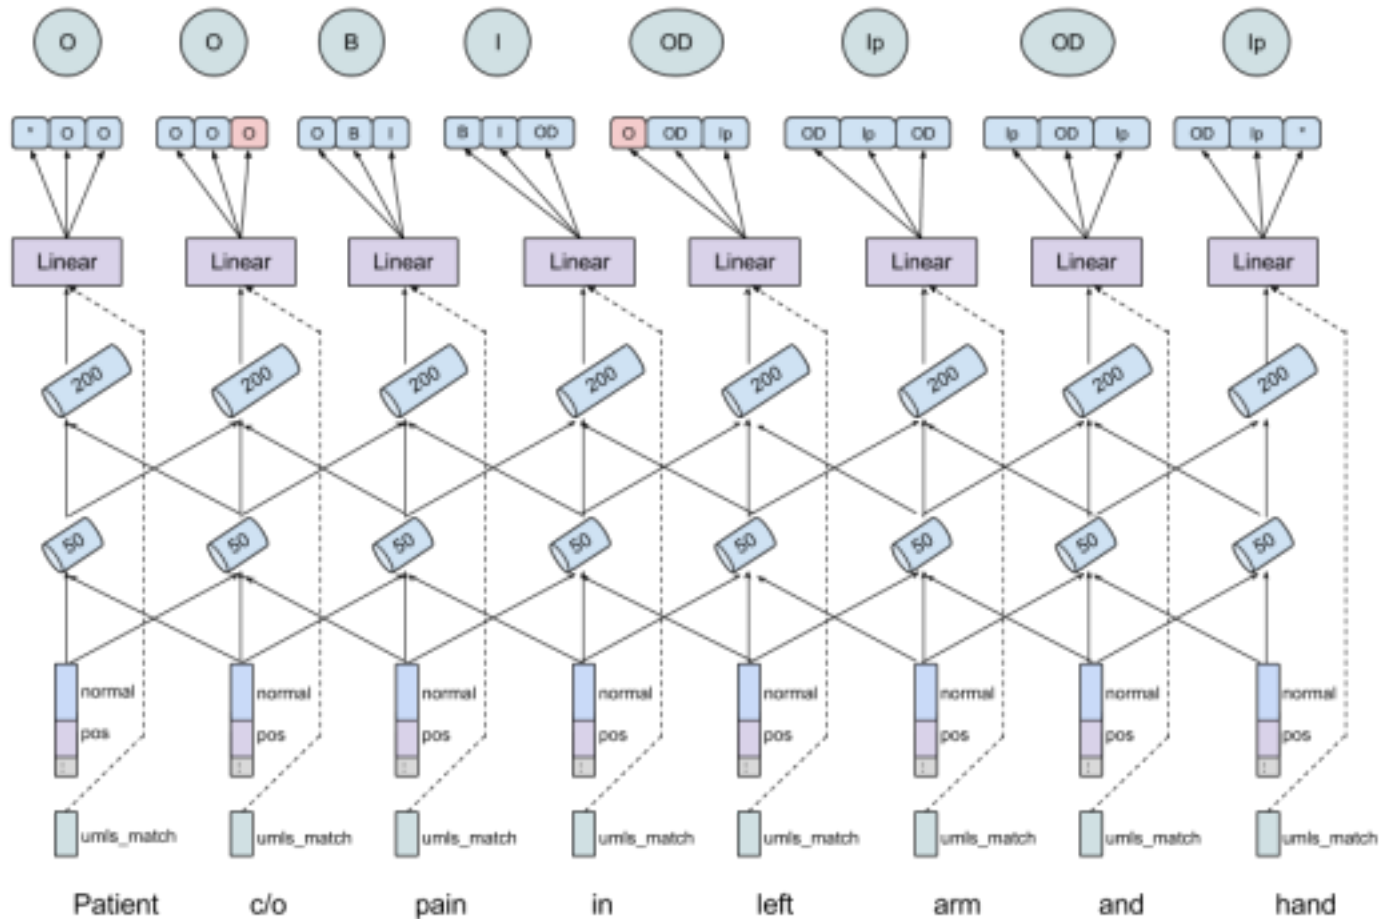 O O B I OD Ip OD Ip
* O O O O O O B I B I OD O OD Ip OD Ip OD Ip OD Ip OD Ip *
Linear Linear Linear Linear Linear Linear Linear Linear
200 200 200 200 200 200 200 200
50 50 50 50 50 50 50 50
normal normal normal normal normal normal normal normal
pos pos pos pos pos pos pos pos
umls_match umls_match umls_match umls_match umls_match umls_match umls_match umls_match
Patient c/o pain in left arm and hand